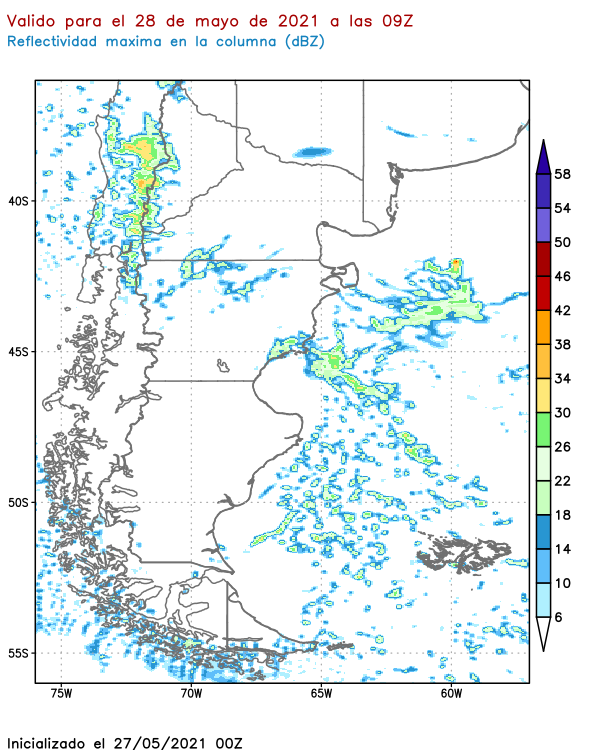 Valido para el 28 de mayo de 2021 a las 09Z
Reflectividad maxima en la columna (dBZ)
58
54
50
46
42
38
34
30
26
22
18
14
10
6
40S
45S
50S
55S
75W 70W 65W 60W
Inicializado el 27/05/2021 00Z